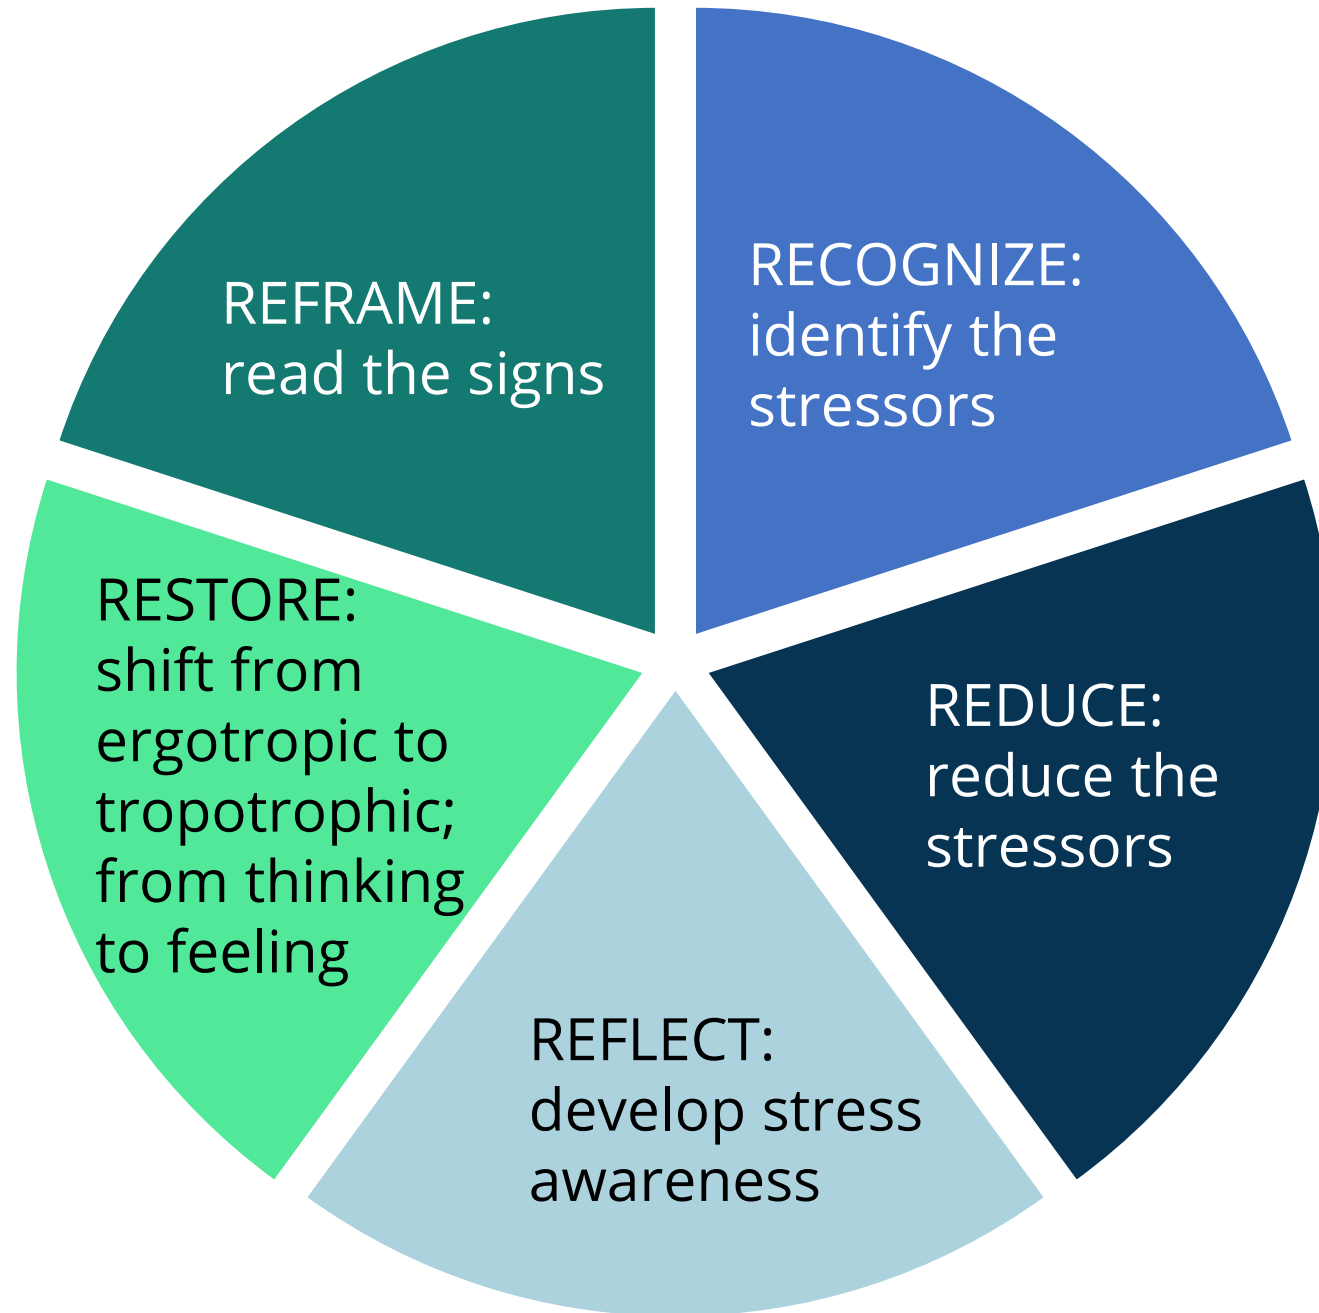 REFRAME:
read the signs
RECOGNIZE:
identify the
stressors
REDUCE:
reduce the
stressors
REFLECT:
develop stress
awareness
RESTORE:
shift from
ergotropic to
tropotrophic;
from thinking
to feeling